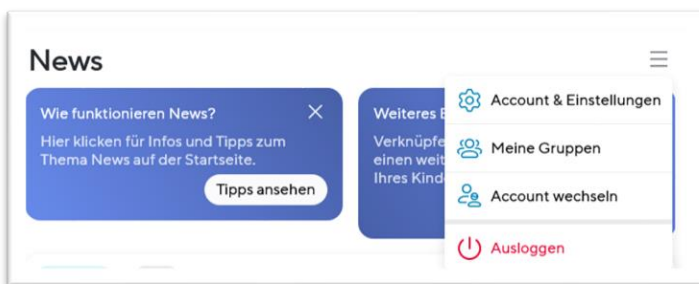 News
Wie funktionieren News?
Hier klicken für Infos und Tipps zum
Thema News auf der Startseite.
Tipps ansehen
Weiteres
Verknüpfe
einen weit
Ihres Kind
Account & Einstellungen
Meine Gruppen
Account wechseln
Ausloggen